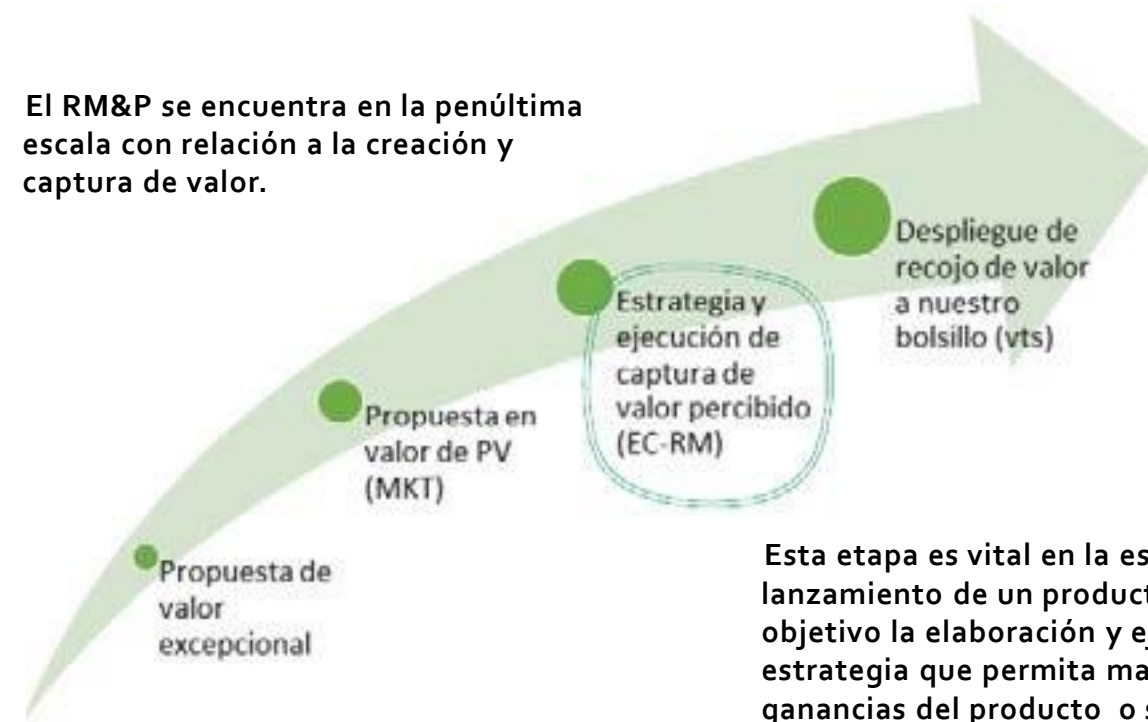 El RM&P se encuentra en la penúltima
escala con relación a la creación y
captura de valor.
Despliegue de
recojo de valor
a nuestro
bolsillo (vts)
Estrategia y
ejecución de
captura de
valor percibido
(EC-RM)
Propuesta en
valor de PV
(MKT)
Propuesta de
valor
excepcional
Esta etapa es vital en la
lanzamiento de un
objetivo la elaboración y
estrategia que permita
ganancias del producto o